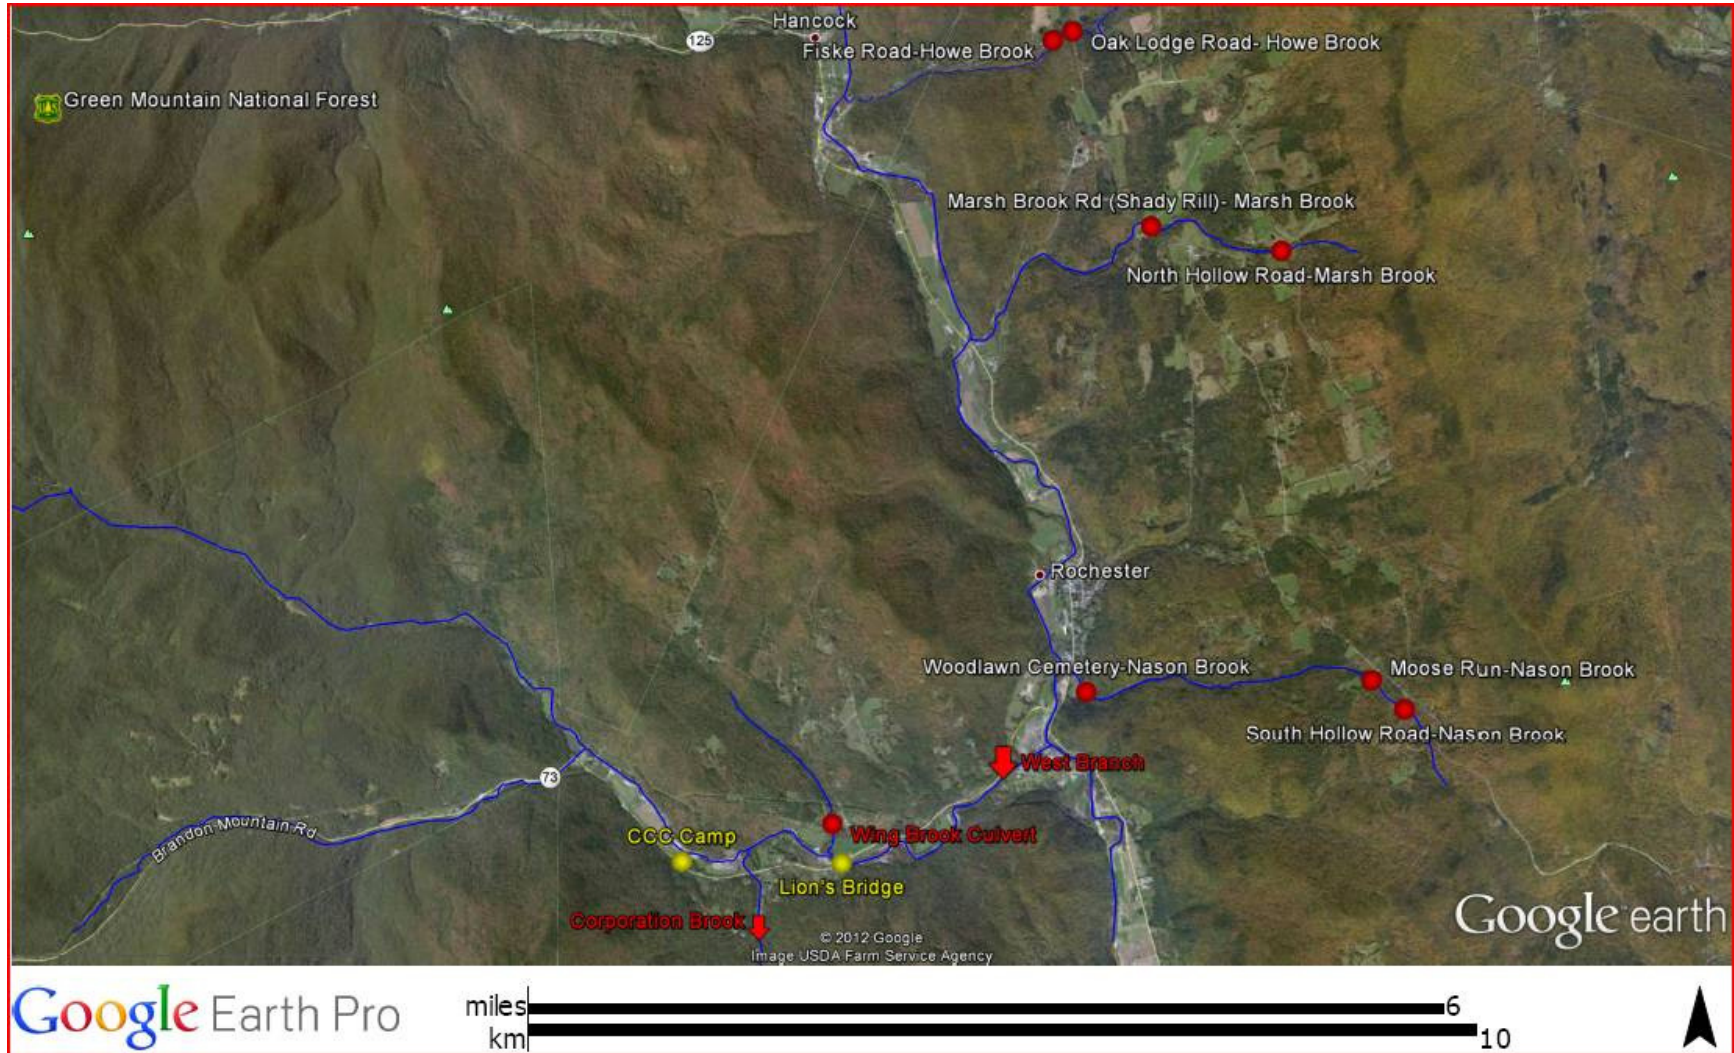 Hancock
125
Fiske Road-Howe Brook
Oak Lodge Road- Howe Brook
Green Mountain National Forest
Marsh Brook Rd (Shady Rill)- Marsh Brook
North Hollow Road-Marsh Brook
Rochester
Woodlawn Cemetery-Nason Brook
Moose Run-Nason Brook
South Hollow Road-Nason Brook
West Branch
73
Brandon Mountain Rd
CCC Camp
Wing Brook Culvert
Lion's Bridge
Corporation Brook
© 2012 Google
Image USDA Farm Service Agency
Google earth
Google Earth Pro
miles 6
km 10